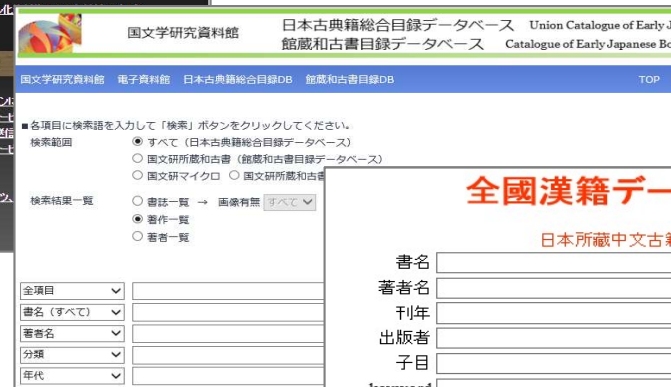 国文学研究資料館
日本古典籍総合目録データベース Union Catalogue of Early
館蔵和古書目録データベース Catalogue of Early Japanese
国文学研究資料館 電子資料館 日本古典籍総合目録DB 館蔵和古書目録DB TOP
■各項目に検索語を入力して「検索」ボタンをクリックしてください。
検索範囲 すべて（日本古典籍総合目録データベース）
国文研所蔵和古書（館蔵和古書目録データベース）
国文研マイクロ 国文研所蔵和古書
検索結果一覧 書誌一覧 → 画像有無 すべて
著作一覧
著者一覧
全項目
書名（すべて）
著者名
分類
年代
全國漢籍デー
日本所藏中文古籍
書名
著者名
刊年
出版者
子目